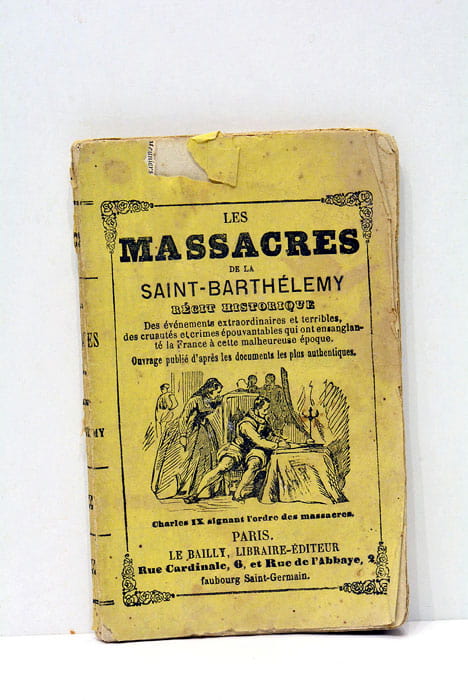 Meuniers
LES
MASSACRES
DE LA
SAINT-BARTHÉLEMY
RÉCIT HISTORIQUE
Des événements extraordinaires et terribles,
des cruautés et crimes épouvantables qui ont ensanglan-
té la France à cette malheureuse époque.
Ouvrage publié d'après les documents les plus authentiques.
Charles IX signant l'ordre des massacres.
PARIS.
LE BAILLY, LIBRAIRE-ÉDITEUR
Rue Cardinale, 6, et Rue de l'Abbaye, 2
faubourg Saint-Germain.